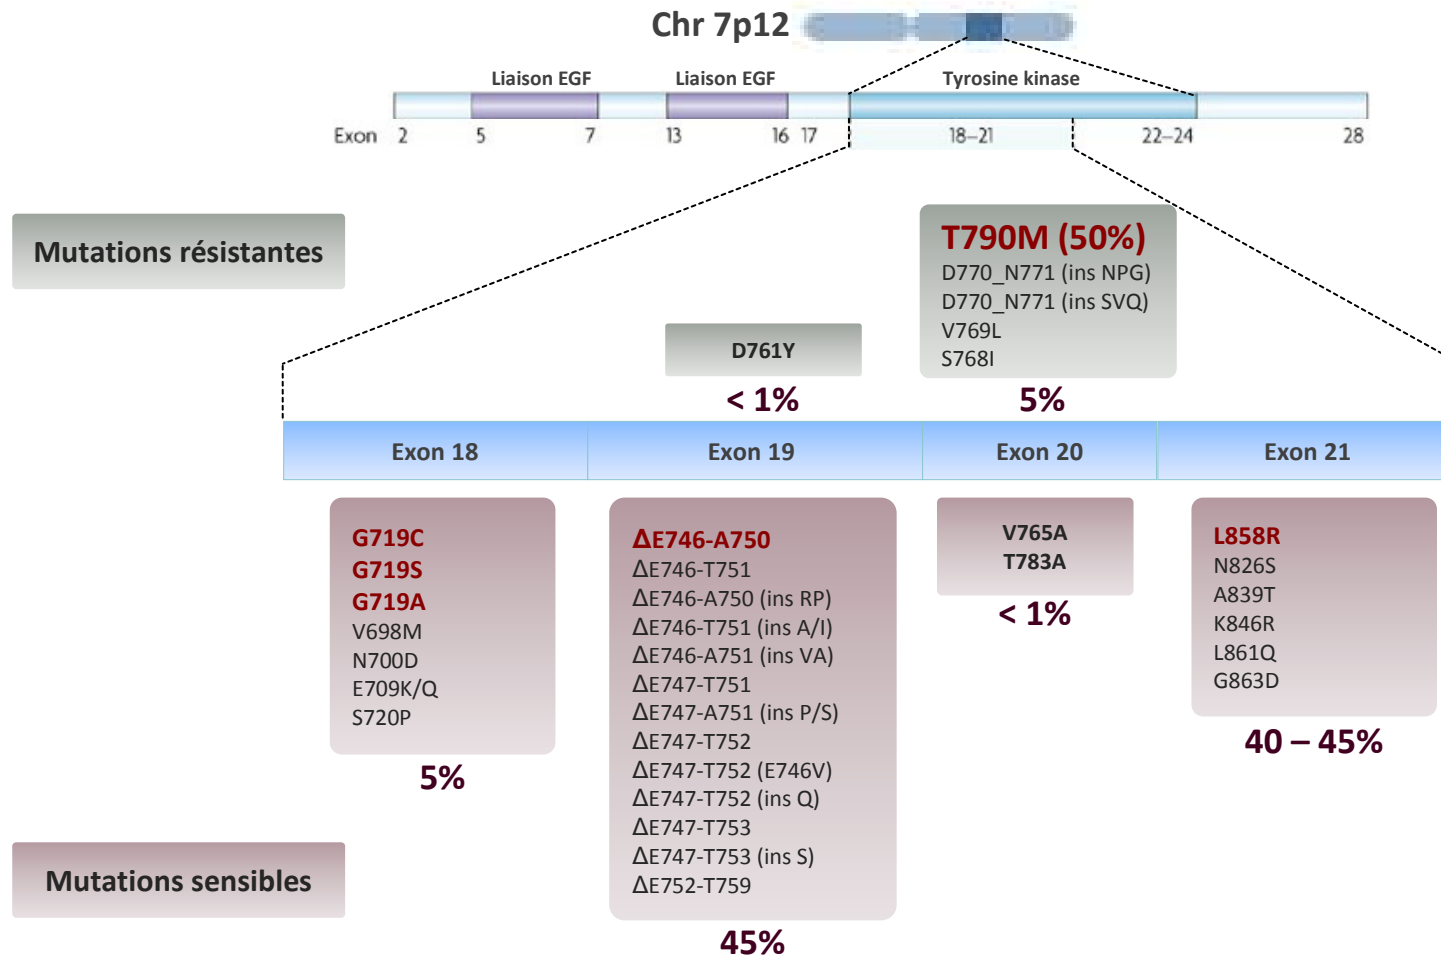 Chr 7p12
Liaison EGF
Liaison EGF
Tyrosine kinase
Exon 2 5 7 13 16 17 18–21 22–24 28
Mutations résistantes
T790M (50%)
D770_N771 (ins NPG)
D770_N771 (ins SVQ)
V769L
S768I
5%
D761Y
< 1%
Exon 18
Exon 19
Exon 20
Exon 21
G719C
G719S
G719A
V698M
N700D
E709K/Q
S720P
5%
ΔE746-A750
ΔE746-T751
ΔE746-A750 (ins RP)
ΔE746-T751 (ins A/I)
ΔE746-A751 (ins VA)
ΔE747-T751
ΔE747-A751 (ins P/S)
ΔE747-T752
ΔE747-T752 (E746V)
ΔE747-T752 (ins Q)
ΔE747-T753
ΔE747-T753 (ins S)
ΔE752-T759
45%
V765A
T783A
< 1%
L858R
N826S
A839T
K846R
L861Q
G863D
40 – 45%
Mutations sensibles